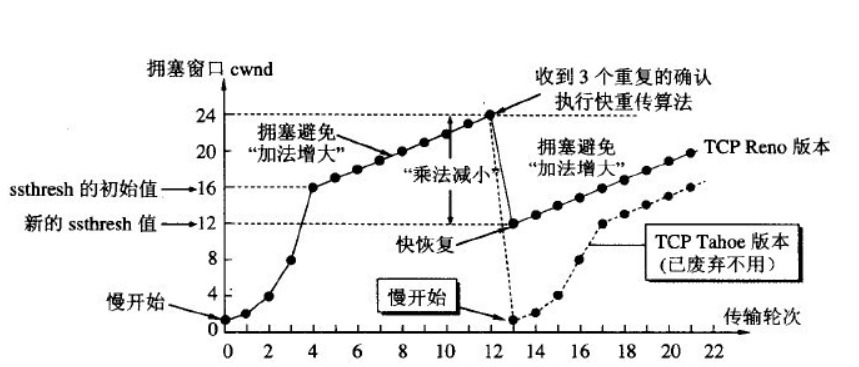 拥塞窗口 cwnd
收到 3 个重复的确认
执行快重传算法
24
拥塞避免
“加法增大”
拥塞避免
“加法增大”
20
TCP Reno 版本
“乘法减小”
ssthresh 的初始值
16
新的 ssthresh 值
12
快恢复
TCP Tahoe 版本
(已废弃不用)
8
慢开始
4
慢开始
传输轮次
0
0 2 4 6 8 10 12 14 16 18 20 22